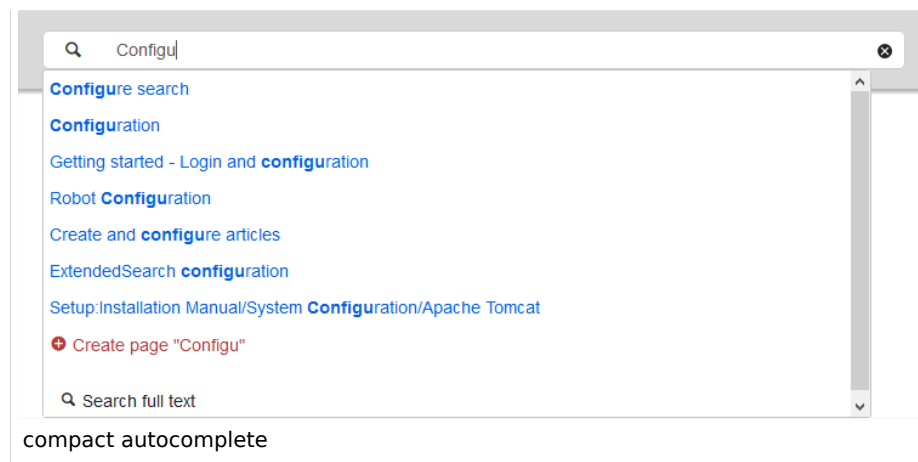 Configu
Configure search
Configuration
Getting started - Login and configuration
Robot Configuration
Create and configure articles
ExtendedSearch configuration
Setup:Installation Manual/System Configuration/Apache Tomcat
Create page "Configu"
Search full text
compact autocomplete